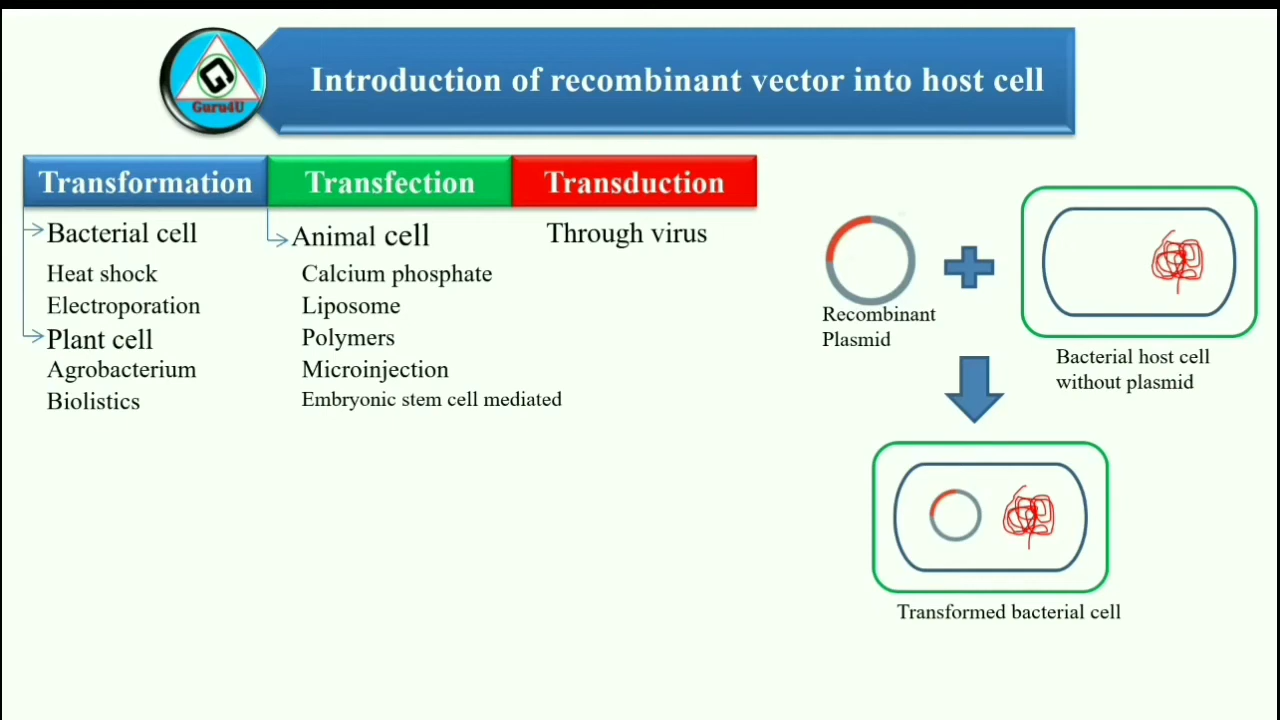 Introduction of recombinant vector into host cell
Guru4U
Transformation
Bacterial cell
Heat shock
Electroporation
Plant cell
Agrobacterium
Biolistics
Transfection
Animal cell
Calcium phosphate
Liposome
Polymers
Microinjection
Embryonic stem cell mediated
Transduction
Through virus
Recombinant
Plasmid
Bacterial host cell
without plasmid
Transformed bacterial cell